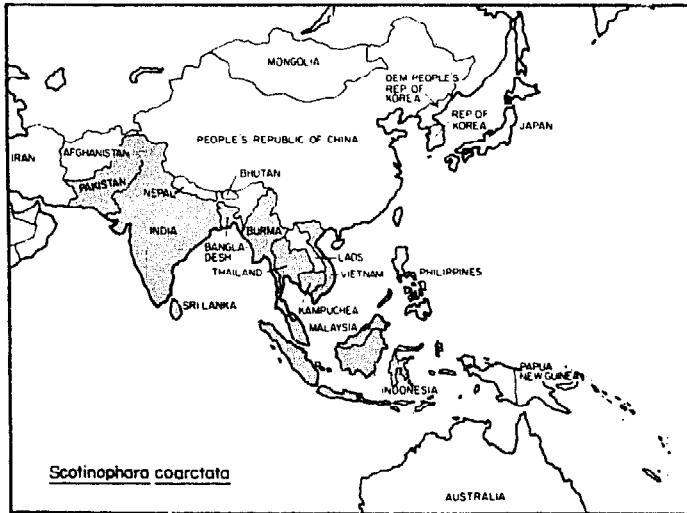 MONGOLIA
DEM PEOPLE'S
REP OF
KOREA
REP OF
KOREA
JAPAN
PEOPLE'S REPUBLIC OF CHINA
IRAN
AFGHANISTAN
PAKISTAN
NEPAL
BHUTAN
INDIA
BANGLA
DESH
BURMA
LAOS
THAILAND
VIETNAM
PHILIPPINES
SRI LANKA
KAMPUCHEA
MALAYSIA
INDONESIA
PAPUA
NEW GUINEA
Scotinophara coarctata
AUSTRALIA